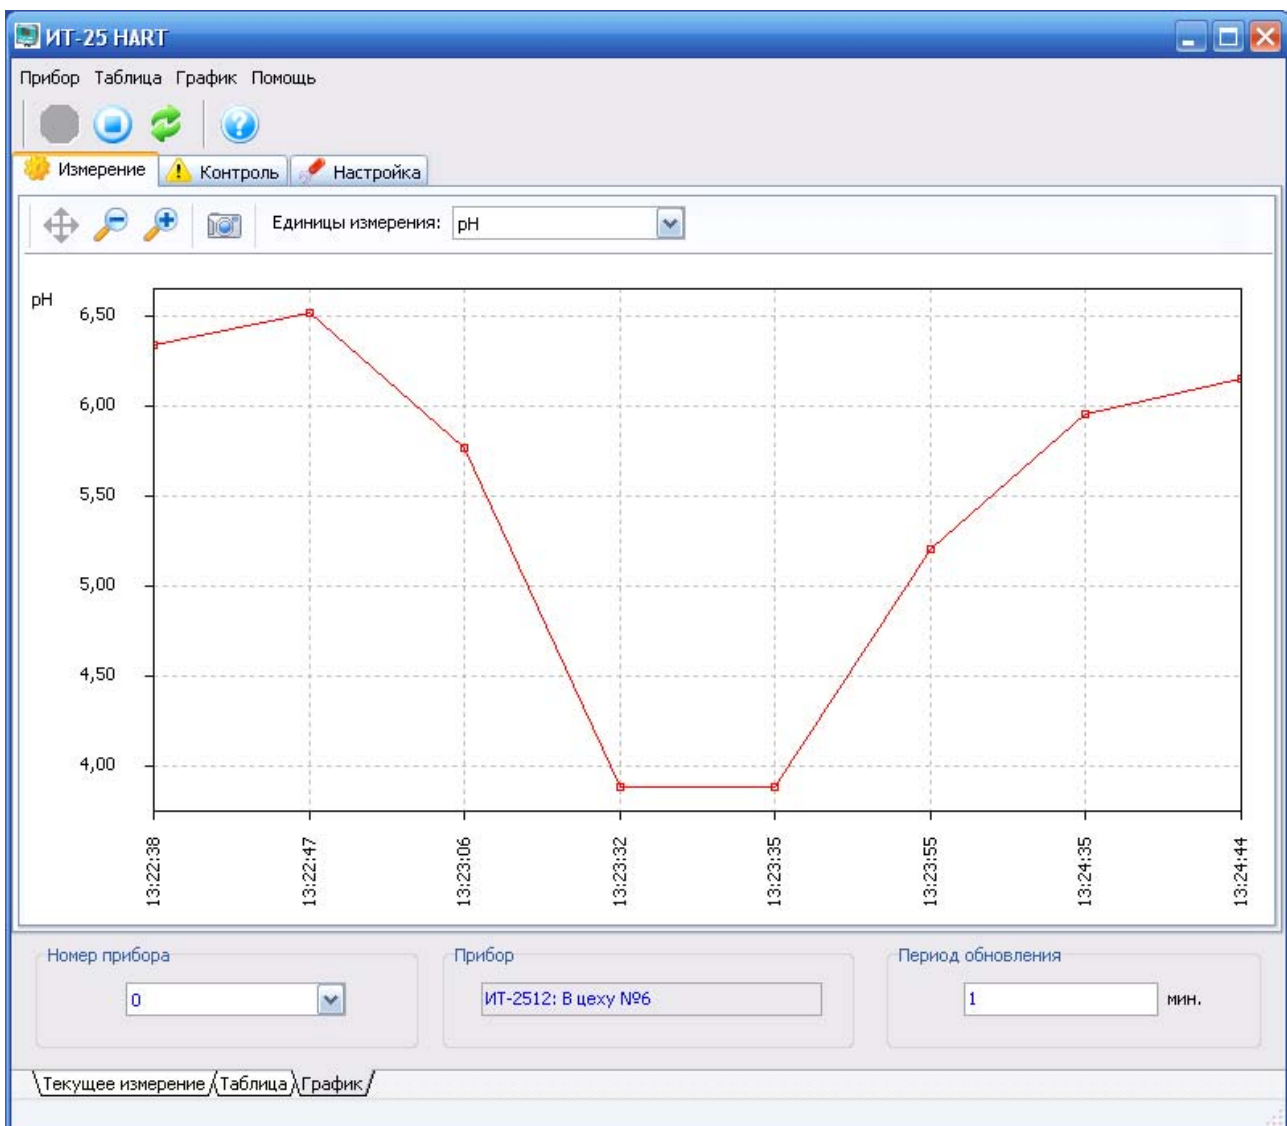 ИТ-25 HART
Прибор Таблица График Помощь
Измерение Контроль Настройка
Единицы измерения: pH
pH
6,50
6,00
5,50
5,00
4,50
4,00
13:22:38 13:22:47 13:23:06 13:23:32 13:23:35 13:23:55 13:24:35 13:24:44
Номер прибора Прибор Период обновления
0 ИТ-2512: В цеху №6 1 мин.
Текущее измерение Таблица График